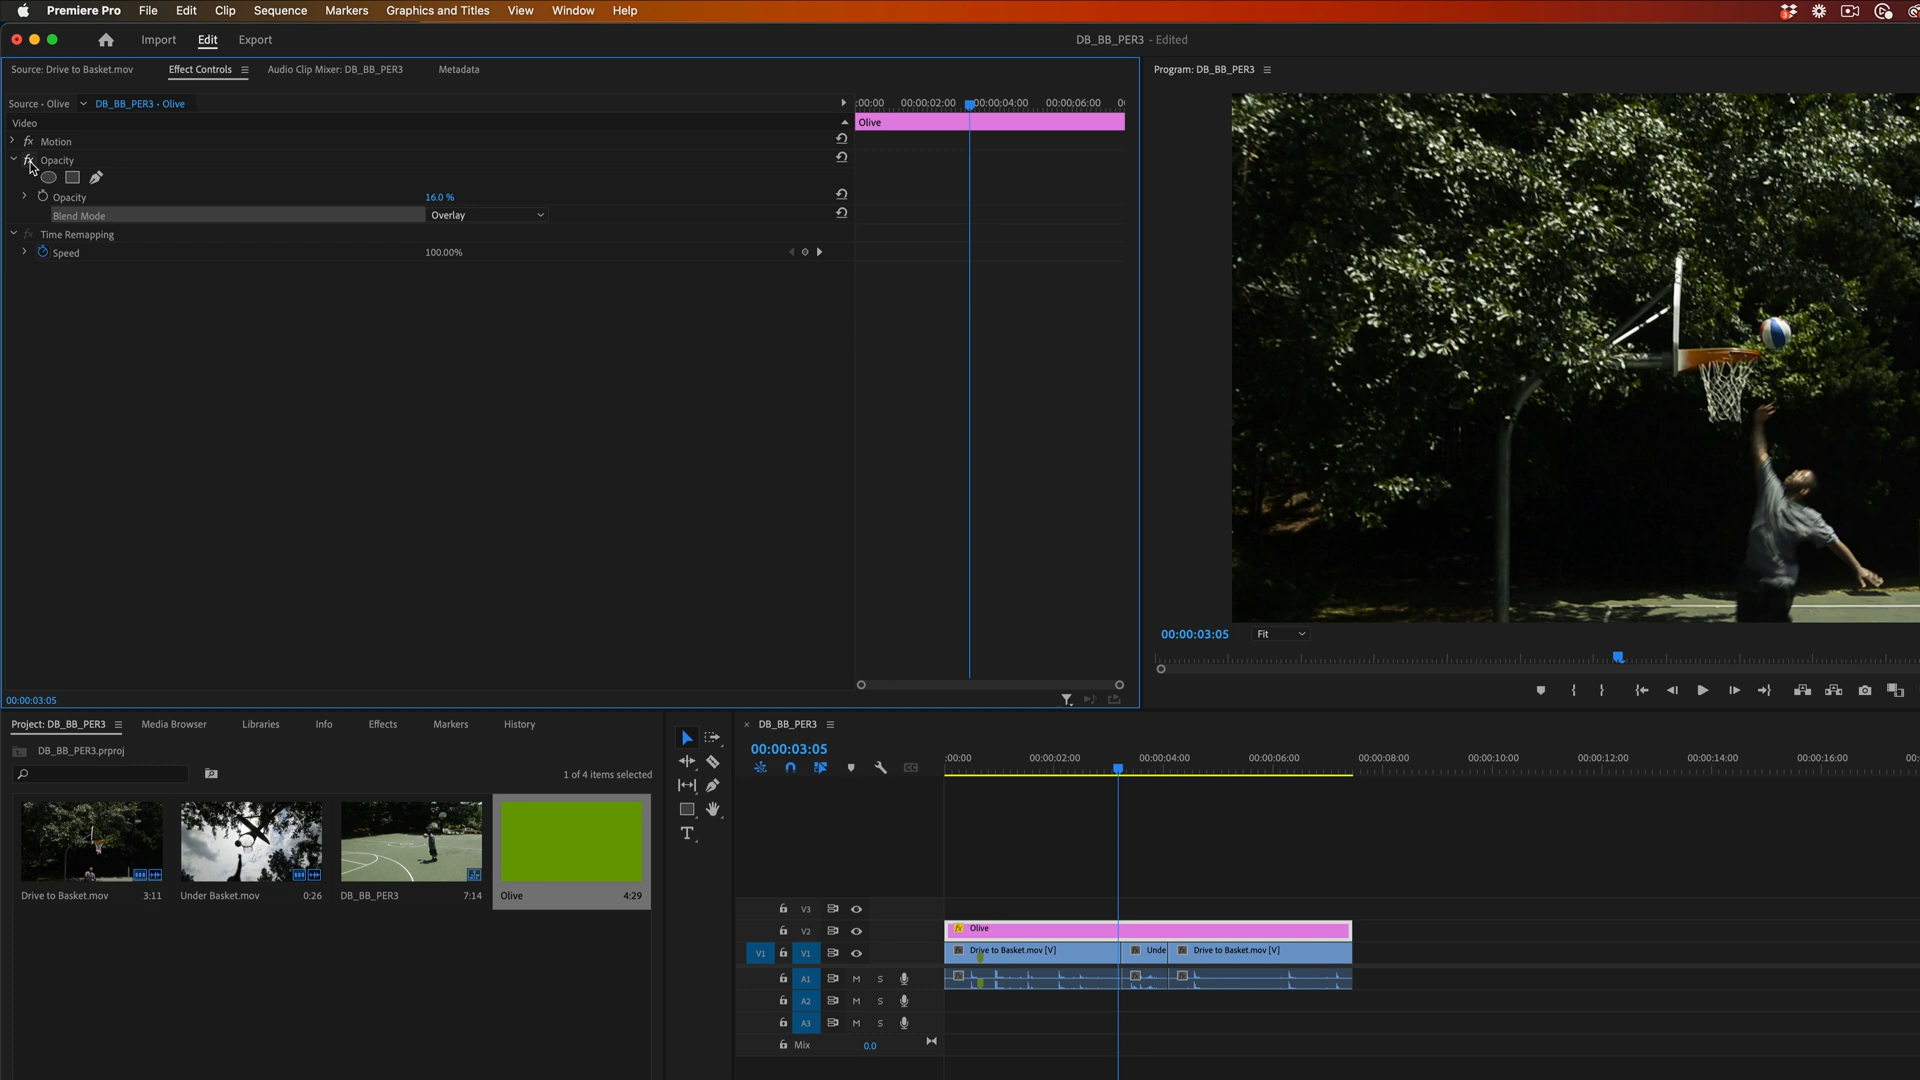 Premiere Pro File Edit Clip Sequence Markers Graphics and Titles View Window Help
Import Edit Export
DB_BB_PER3 - Edited
Source: Drive to Basket.mov Effect Controls Audio Clip Mixer: DB_BB_PER3 Metadata
Program: DB_BB_PER3
Source • Olive DB_BB_PER3 • Olive
:00:00 00:00:02:00 00:00:04:00 00:00:06:00
Video
Olive
fx Motion
fx Opacity
Opacity 16.0 %
Blend Mode Overlay
fx Time Remapping
Speed 100.00%
00:00:03:05 Fit
00:00:03:05
Project: DB_BB_PER3 Media Browser Libraries Info Effects Markers History
DB_BB_PER3.prproj
1 of 4 items selected
Drive to Basket.mov 3:11
Under Basket.mov 0:26
DB_BB_PER3 7:14
Olive 4:29
T
× DB_BB_PER3
00:00:03:05
:00:00 00:00:02:00 00:00:04:00 00:00:06:00 00:00:08:00 00:00:10:00 00:00:12:00 00:00:14:00 00:00:16:00
V3
V2
fx Olive
V1 V1
fx Drive to Basket.mov [V] fx Unde fx Drive to Basket.mov [V]
A1 M S
A2 M S
A3 M S
Mix 0.0